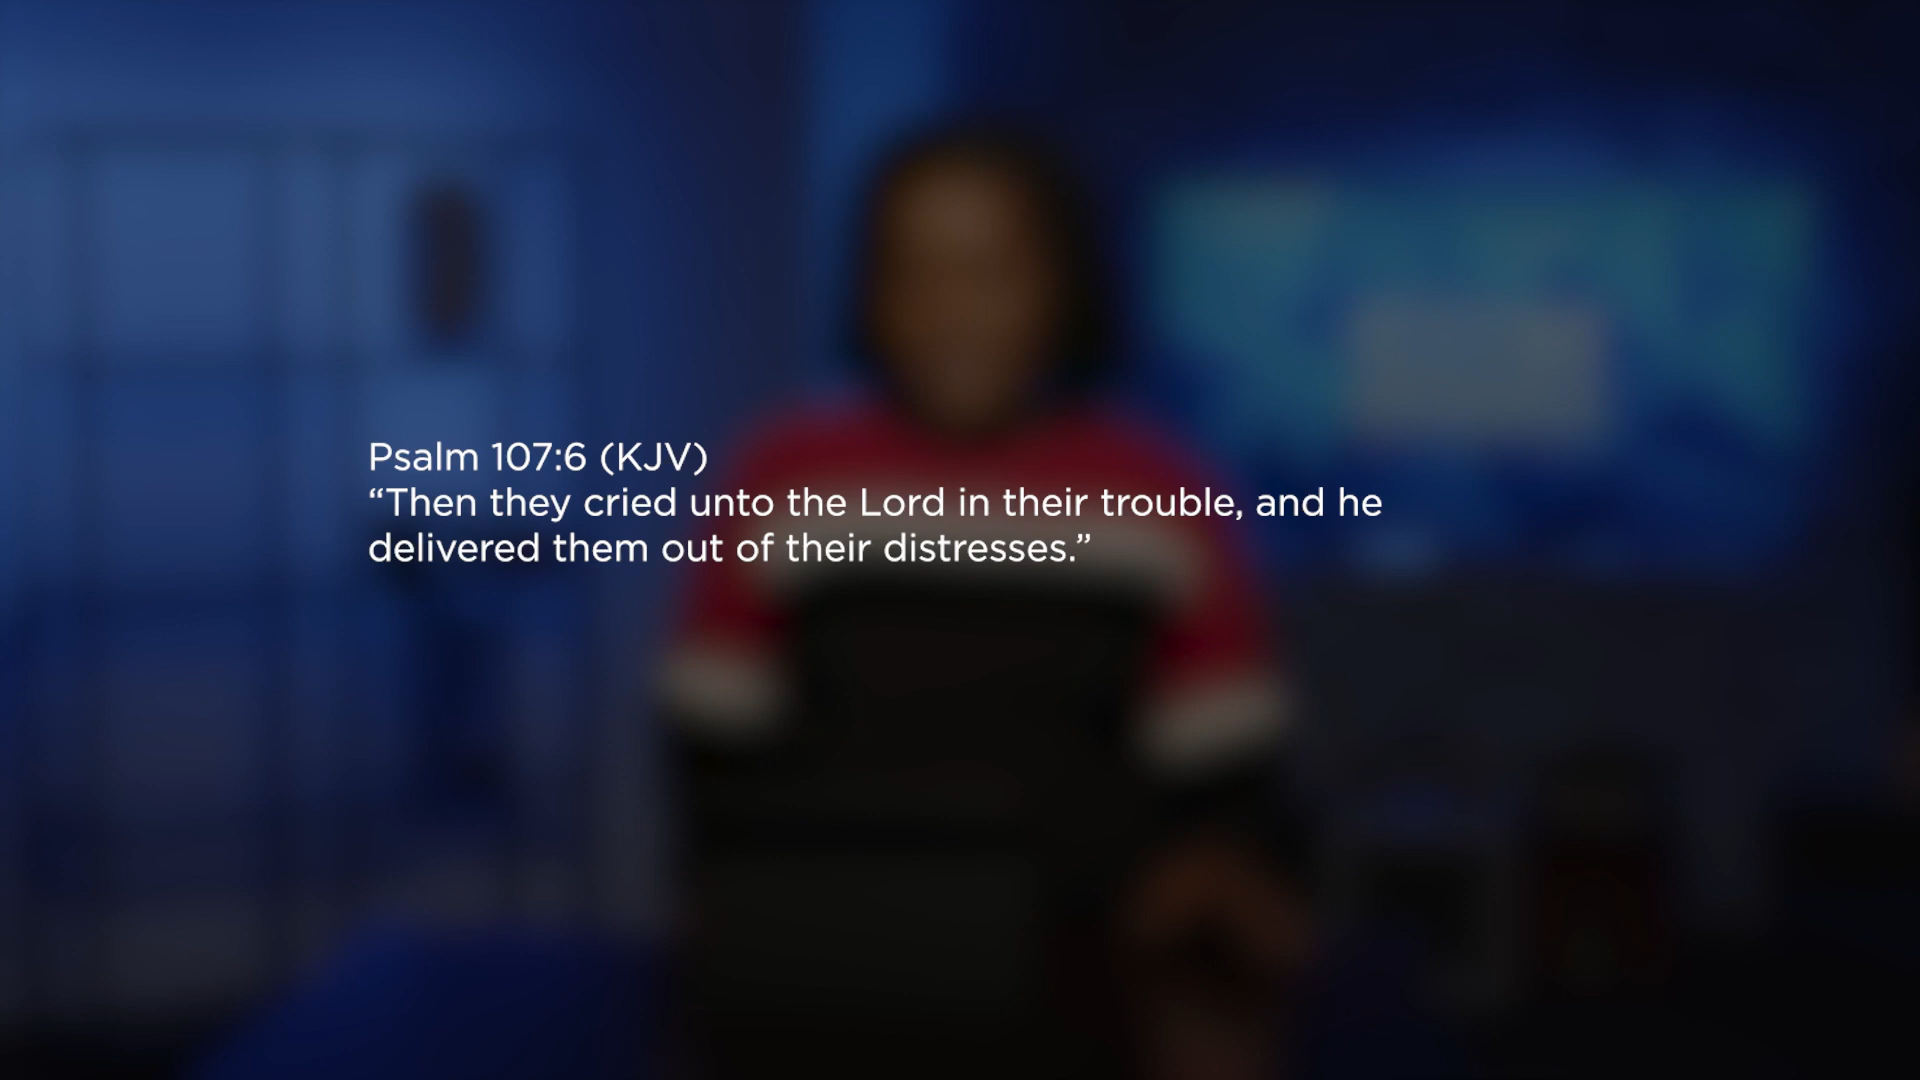 Psalm 107:6 (KJV)
“Then they cried unto the Lord in their trouble, and he
delivered them out of their distresses.”